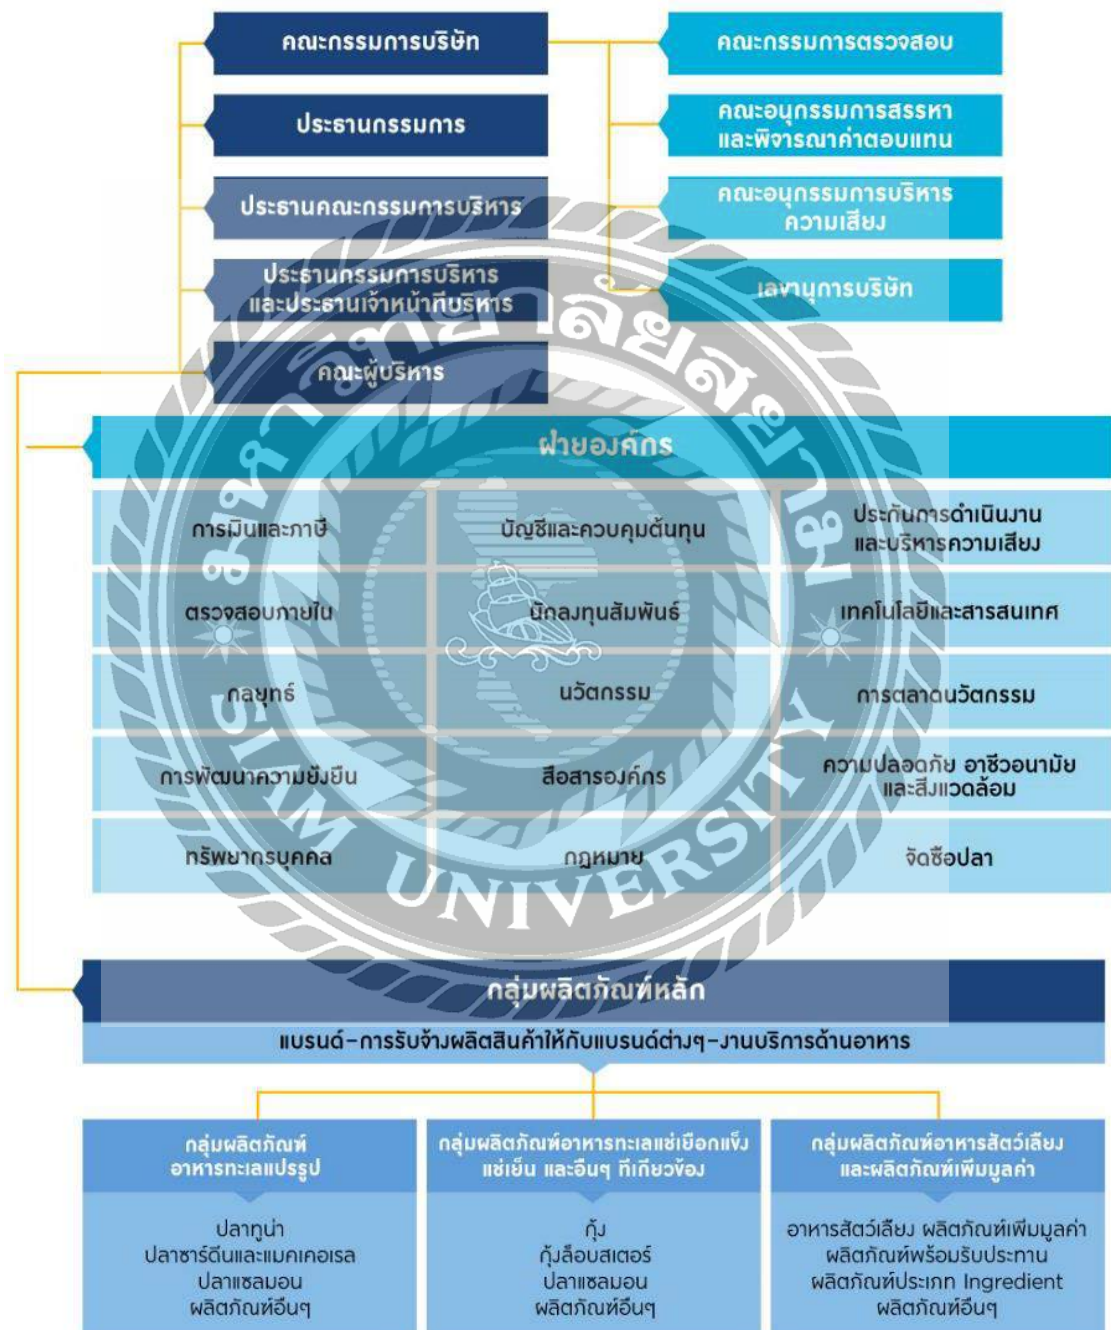 คณะกรรมการบริษัท
คณะกรรมการตรวจสอบ
ประธานกรรมการ
คณะอนุกรรมการสรรหา
และพิจารณาค่าตอบแทน
ประธานคณะกรรมการบริหาร
คณะอนุกรรมการบริหาร
ความเสี่ยง
ประธานกรรมการบริหาร
และประธานเจ้าหน้าที่บริหาร
เลขานุการบริษัท
คณะผู้บริหาร
ฝ่ายองค์กร
การเงินและภาษี
บัญชีและควบคุมต้นทุน
ประกันการดำเนินงาน
และบริหารความเสี่ยง
ตรวจสอบภายใน
นักลงทุนสัมพันธ์
เทคโนโลยีและสารสนเทศ
กลยุทธ์
นวัตกรรม
การตลาดนวัตกรรม
การพัฒนาความยั่งยืน
สื่อสารองค์กร
ความปลอดภัย อาชีวอนามัย
และสิ่งแวดล้อม
ทรัพยากรบุคคล
กฎหมาย
จัดซื้อปลา
มหาวิทยาลัยสยาม
SIAM UNIVERSITY
กลุ่มผลิตภัณฑ์หลัก
แบรนด์-การรับจ้างผลิตสินค้าให้กับแบรนด์ต่างๆ-งานบริการด้านอาหาร
กลุ่มผลิตภัณฑ์
อาหารทะเลแปรรูป
ปลาทูน่า
ปลาซาร์ดีนและแมคเคอเรล
ปลาแซลมอน
ผลิตภัณฑ์อื่นๆ
กลุ่มผลิตภัณฑ์อาหารทะเลแช่เยือกแข็ง
แช่เย็น และอื่นๆ ที่เกี่ยวข้อง
กุ้ง
กุ้งล็อบสเตอร์
ปลาแซลมอน
ผลิตภัณฑ์อื่นๆ
กลุ่มผลิตภัณฑ์อาหารสัตว์เลี้ยง
และผลิตภัณฑ์เพิ่มมูลค่า
อาหารสัตว์เลี้ยง ผลิตภัณฑ์เพิ่มมูลค่า
ผลิตภัณฑ์พร้อมรับประทาน
ผลิตภัณฑ์ประเภท Ingredient
ผลิตภัณฑ์อื่นๆ